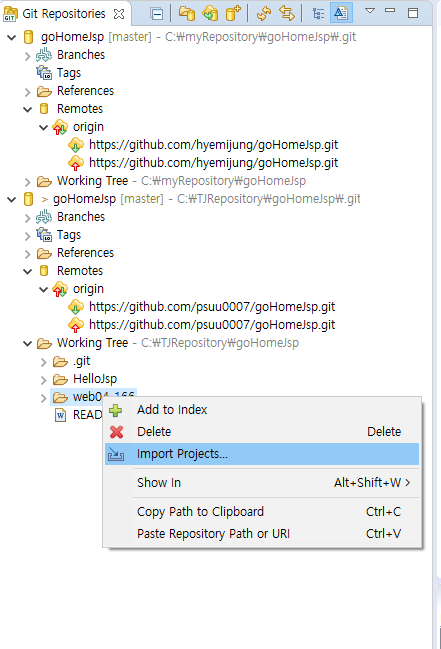 Git Repositories
goHomeJsp [master] - C:₩myRepository₩goHomeJsp₩.git
Branches
Tags
References
Remotes
origin
https://github.com/hyemijung/goHomeJsp.git
https://github.com/hyemijung/goHomeJsp.git
Working Tree - C:₩myRepository₩goHomeJsp
> goHomeJsp [master] - C:₩TJRepository₩goHomeJsp₩.git
Branches
Tags
References
Remotes
origin
https://github.com/psuu0007/goHomeJsp.git
https://github.com/psuu0007/goHomeJsp.git
Working Tree - C:₩TJRepository₩goHomeJsp
.git
HelloJsp
web04_166
READ
Add to Index
Delete Delete
Import Projects...
Show In Alt+Shift+W >
Copy Path to Clipboard Ctrl+C
Paste Repository Path or URI Ctrl+V